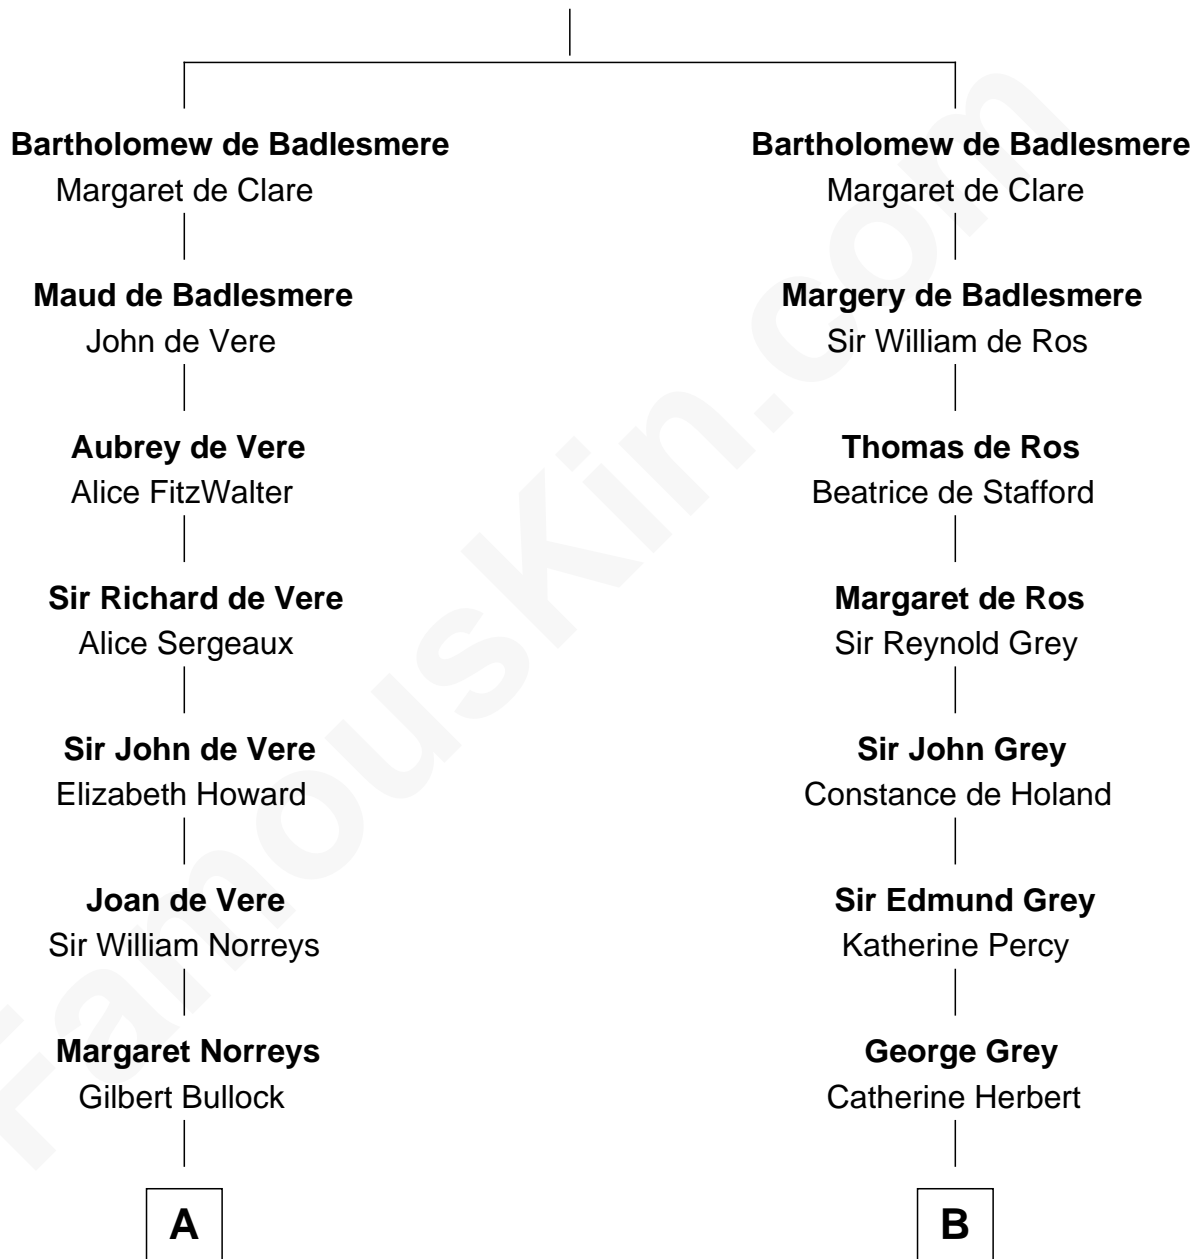 Bartholomew de Badlesmere
Margaret de Clare
Maud de Badlesmere
John de Vere
Aubrey de Vere
Alice FitzWalter
Sir Richard de Vere
Alice Sergeaux
Sir John de Vere
Elizabeth Howard
Joan de Vere
Sir William Norreys
Margaret Norreys
Gilbert Bullock
A
Bartholomew de Badlesmere
Margaret de Clare
Margery de Badlesmere
Sir William de Ros
Thomas de Ros
Beatrice de Stafford
Margaret de Ros
Sir Reynold Grey
Sir John Grey
Constance de Holand
Sir Edmund Grey
Katherine Percy
George Grey
Catherine Herbert
B
FamousKin.com